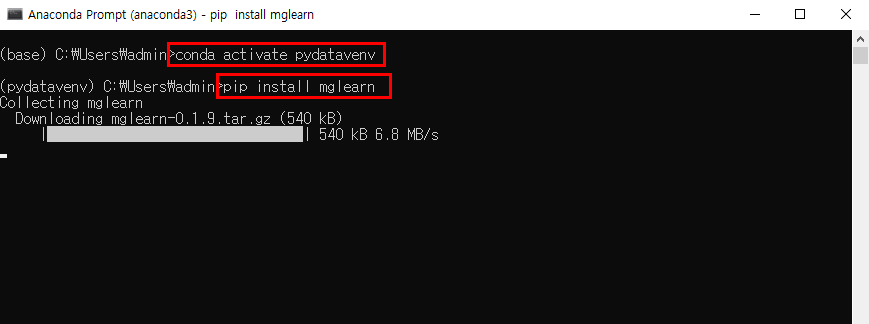 Anaconda Prompt (anaconda3) - pip  install mglearn
(base) C:₩Users₩admin>conda activate pydatavenv
(pydatavenv) C:₩Users₩admin>pip install mglearn
Collecting mglearn
  Downloading mglearn-0.1.9.tar.gz (540 kB)
     |████████████████████████████████| 540 kB 6.8 MB/s